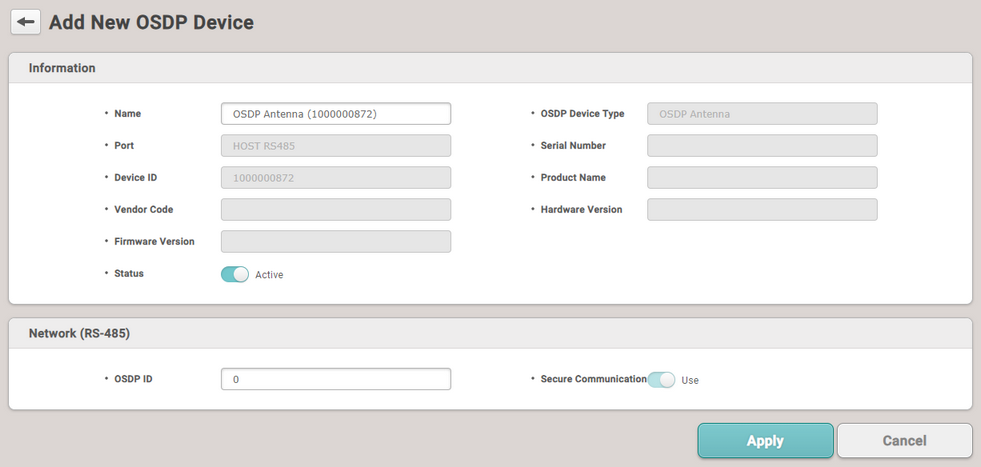 Add New OSDP Device
Information
Name OSDP Antenna (1000000872) OSDP Device Type OSDP Antenna
Port HOST RS485 Serial Number
Device ID 1000000872 Product Name
Vendor Code Hardware Version
Firmware Version
Status Active
Network (RS-485)
OSDP ID 0 Secure Communication Use
Apply Cancel